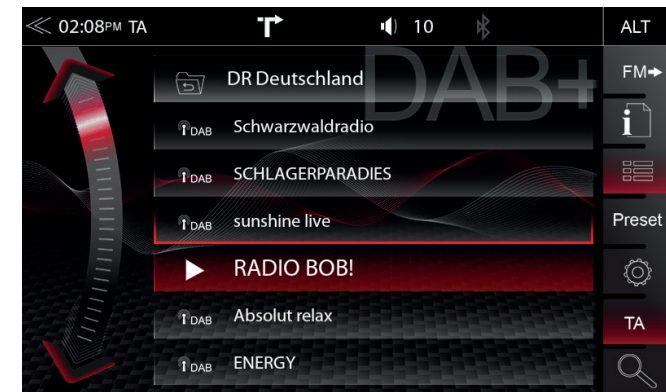 02:08PM TA 10 ALT
DAB+
FM
DR Deutschland
i
DAB Schwarzwaldradio
DAB SCHLAGERPARADIES
DAB sunshine live
Preset
RADIO BOB!
DAB Absolut relax
TA
DAB ENERGY